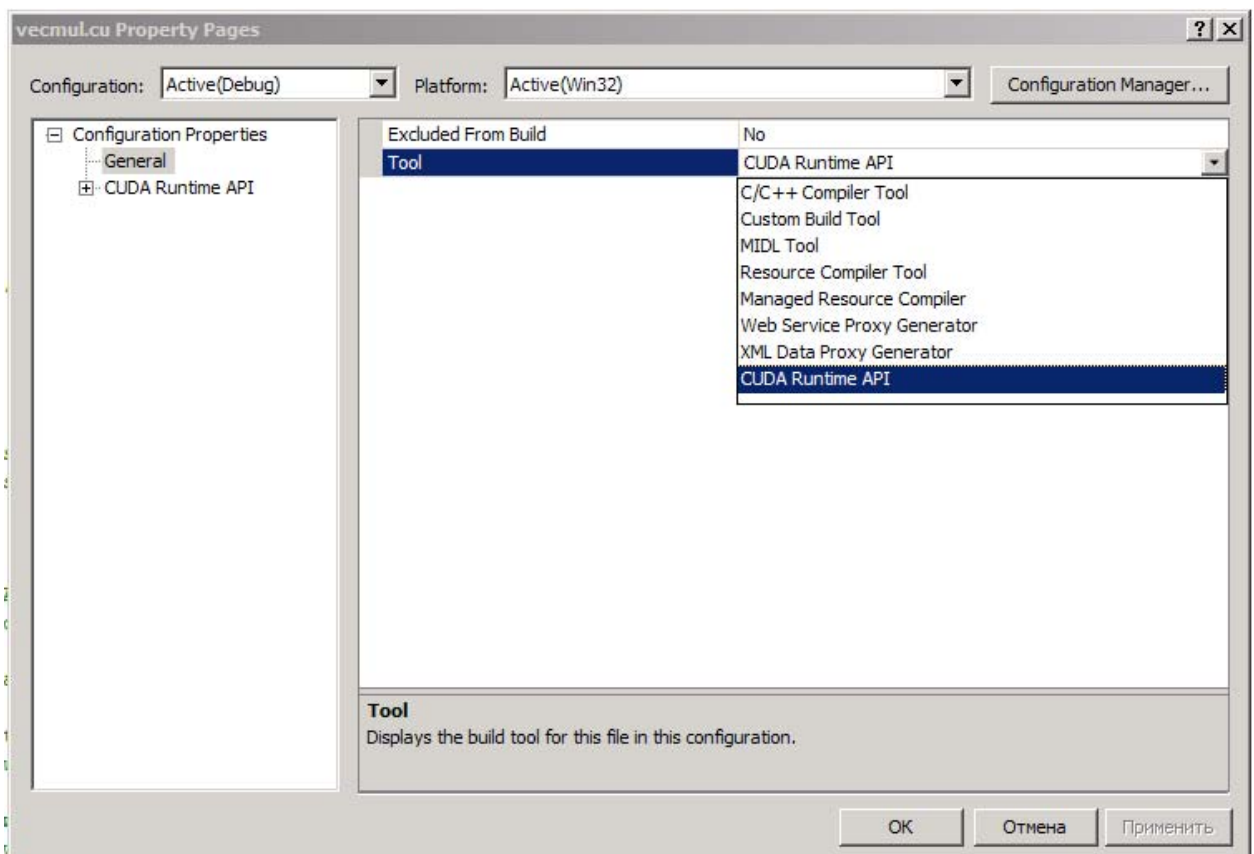 vecmul.cu Property Pages
Configuration: Active(Debug) Platform: Active(Win32) Configuration Manager...
Configuration Properties
General
CUDA Runtime API
Excluded From Build No
Tool CUDA Runtime API
C/C++ Compiler Tool
Custom Build Tool
MIDL Tool
Resource Compiler Tool
Managed Resource Compiler
Web Service Proxy Generator
XML Data Proxy Generator
CUDA Runtime API
Tool
Displays the build tool for this file in this configuration.
OK Отмена Применить